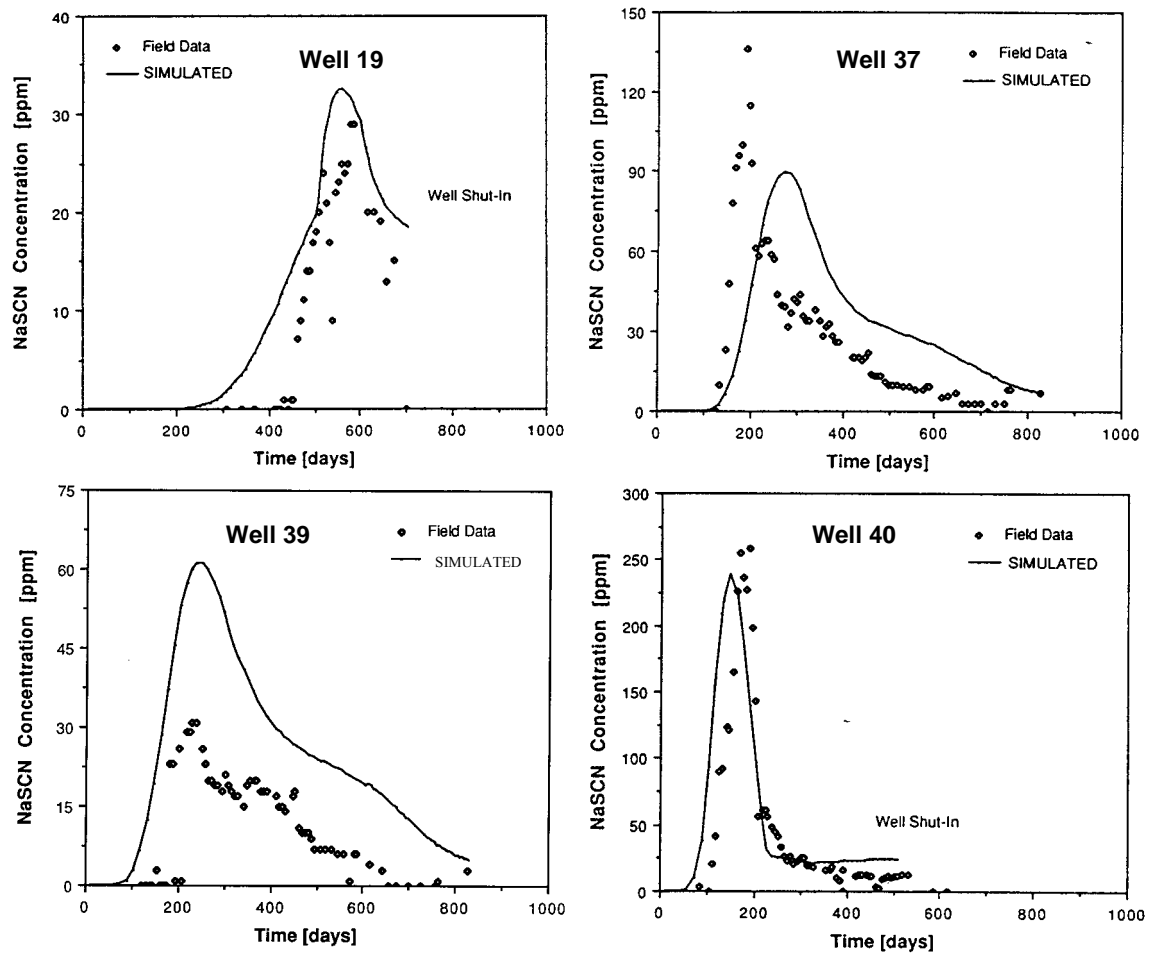 40
30
20
10
0
NaSCN Concentration [ppm]
Field Data
SIMULATED
Well 19
Well Shut-In
0 200 400 600 800 1000
Time [days]
150
120
90
60
30
0
NaSCN Concentration [ppm]
Well 37
Field Data
SIMULATED
0 200 400 600 800 1000
Time [days]
75
60
45
30
15
0
NaSCN Concentration [ppm]
Well 39
Field Data
SIMULATED
0 200 400 600 800 1000
Time [days]
300
250
200
150
100
50
0
NaSCN Concentration [ppm]
Well 40
Field Data
SIMULATED
Well Shut-In
0 200 400 600 800 1000
Time [days]